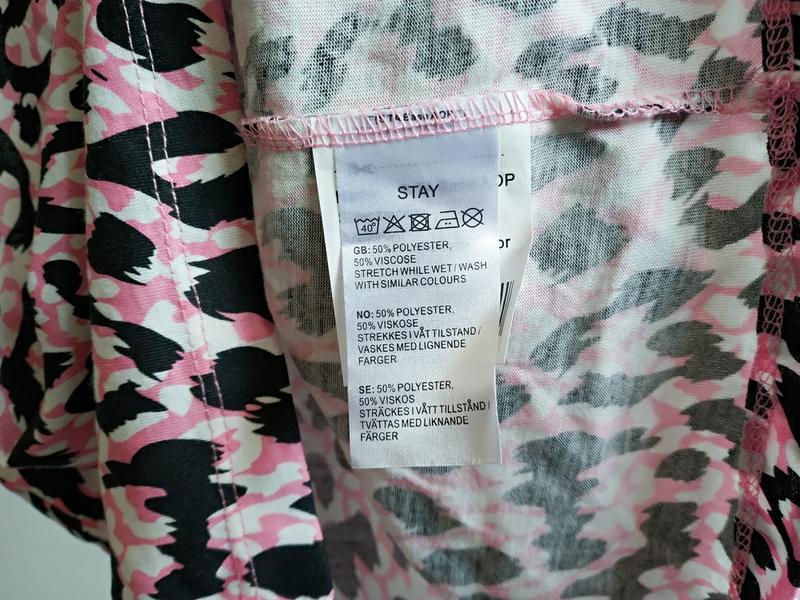 STAY
40°
GB: 50% POLYESTER,
50% VISCOSE
STRETCH WHILE WET / WASH
WITH SIMILAR COLOURS
NO: 50% POLYESTER,
50% VISKOSE
STREKKES I VÅT TILSTAND /
VASKES MED LIGNENDE
FARGER
SE: 50% POLYESTER,
50% VISKOS
STRÄCKES I VÅTT TILLSTÅND /
TVÄTTAS MED LIKNANDE
FÄRGER